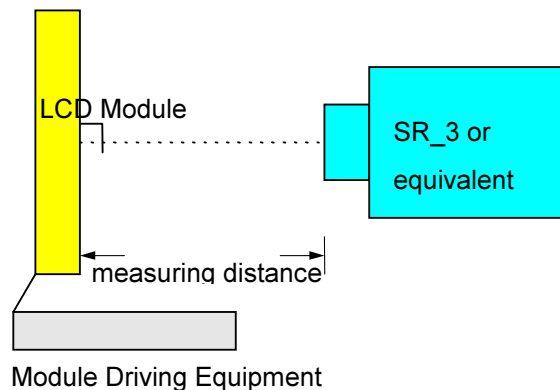 LCD Module
SR_3 or
equivalent
measuring distance
Module Driving Equipment